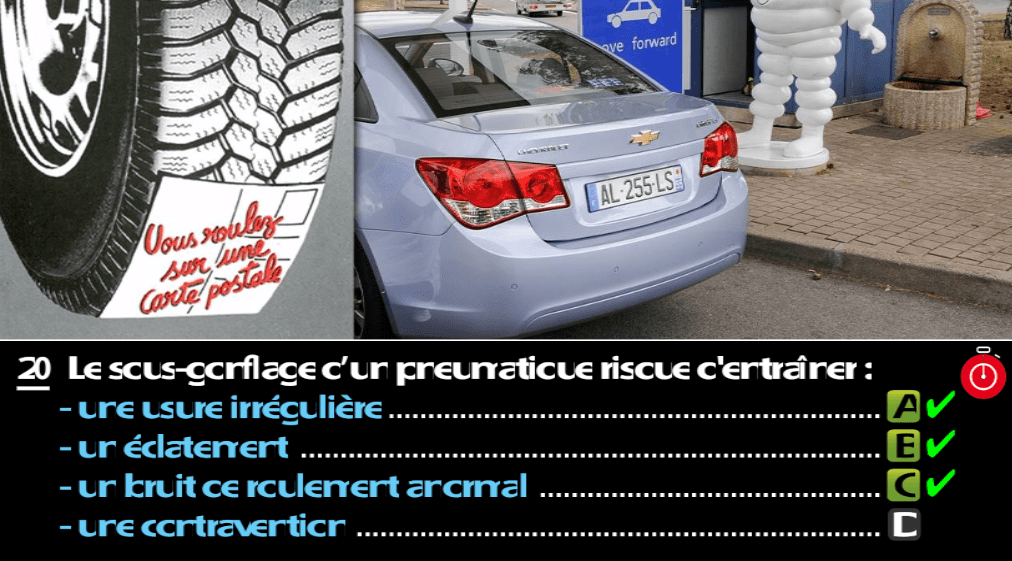 ove forward
CHEVROLET
AL-255-LS
Vous roulez
sur une
Carte postale
20 Le sous-gonflage d'un pneumatique risque d'entraîner :
- une usure irrégulière A ✔
- un éclatement B ✔
- un bruit de roulement anormal C ✔
- une contravention D